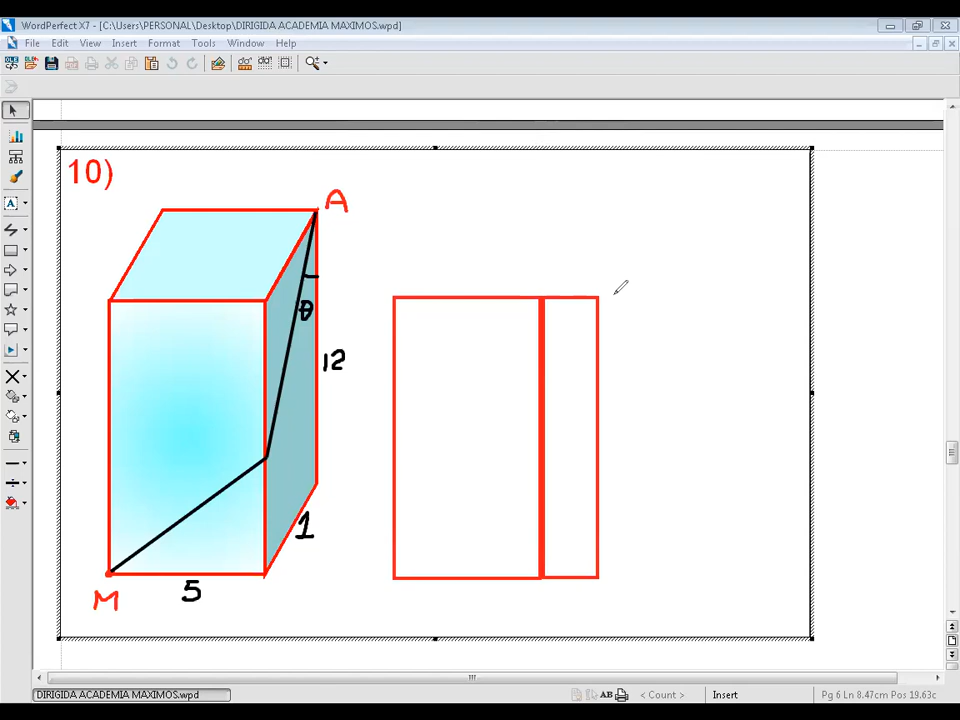 WordPerfect X7 - [C:\Users\PERSONAL\Desktop\DIRIGIDA ACADEMIA MAXIMOS.wpd]
File Edit View Insert Format Tools Window Help
10)
A
θ
12
1
5
M
DIRIGIDA ACADEMIA MAXIMOS.wpd
AB
< Count >
Insert
Pg 6 Ln 8.47cm Pos 19.63c